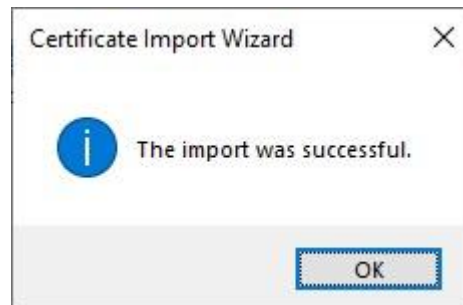 Certificate Import Wizard
The import was successful.
OK